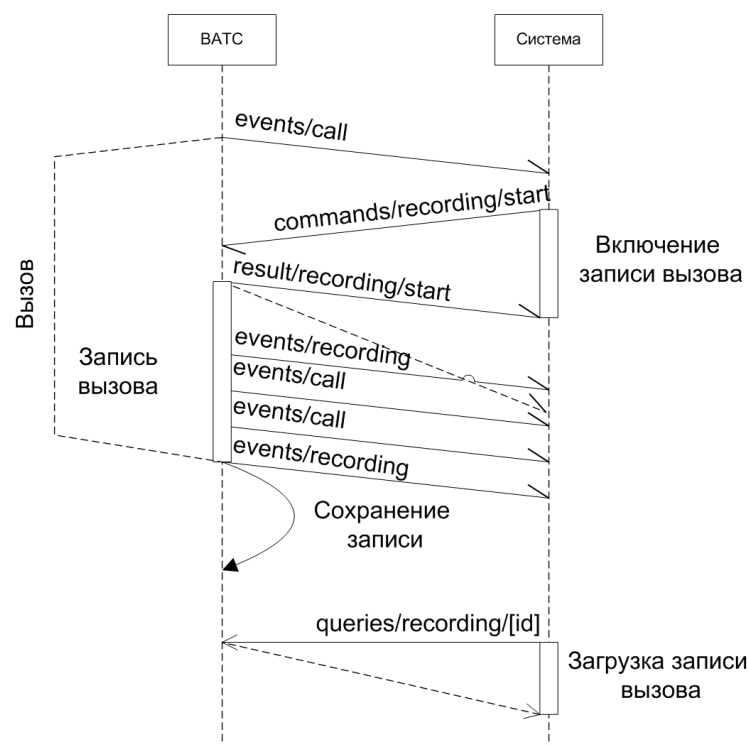 ВАТС
Система
events/call
commands/recording/start
Включение
записи вызова
result/recording/start
Вызов
events/recording
Запись
вызова
events/call
events/call
events/recording
Сохранение
записи
queries/recording/[id]
Загрузка записи
вызова